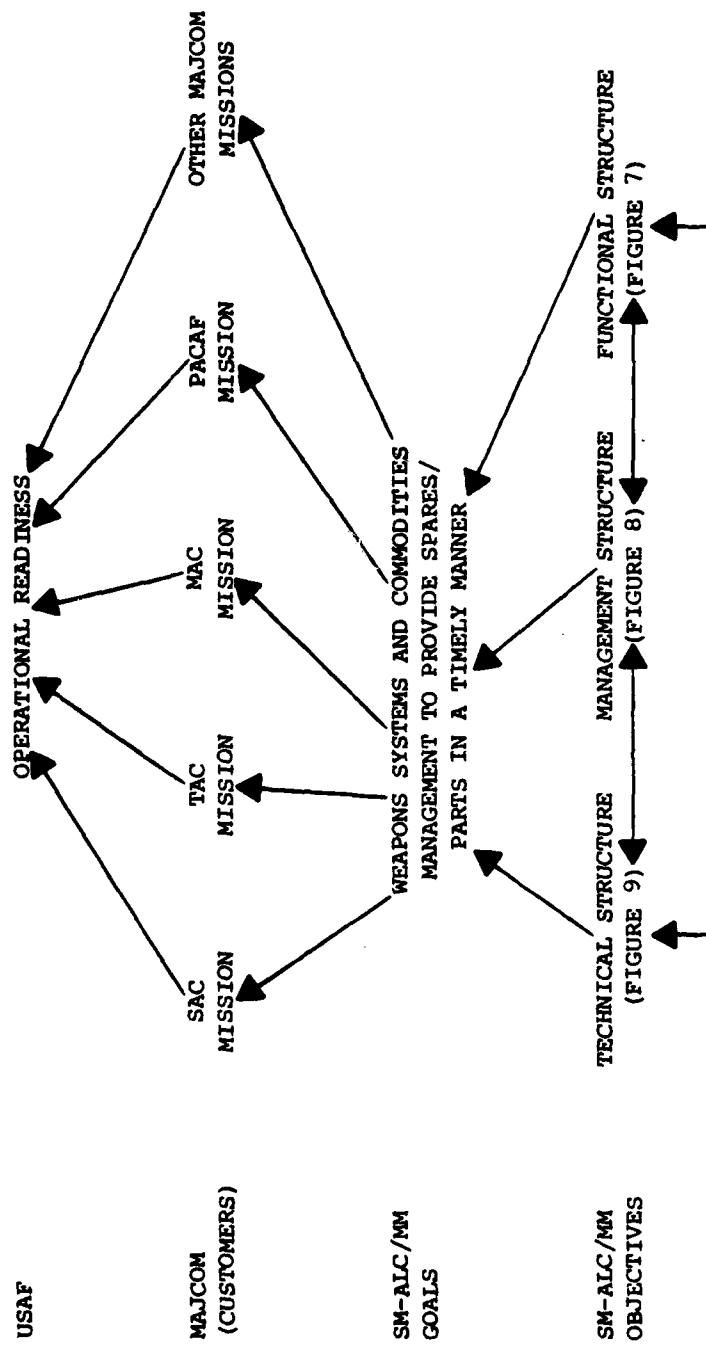 USAF
OPERATIONAL READINESS
MAJCOM
(CUSTOMERS)
SAC
MISSION
TAC
MISSION
MAC
MISSION
PACAF
MISSION
OTHER MAJCOM
MISSIONS
SM-ALC/MM
GOALS
WEAPONS SYSTEMS AND COMMODITIES
MANAGEMENT TO PROVIDE SPARES/
PARTS IN A TIMELY MANNER
SM-ALC/MM
OBJECTIVES
TECHNICAL STRUCTURE
(FIGURE 9)
MANAGEMENT STRUCTURE
(FIGURE 8)
FUNCTIONAL STRUCTURE
(FIGURE 7)